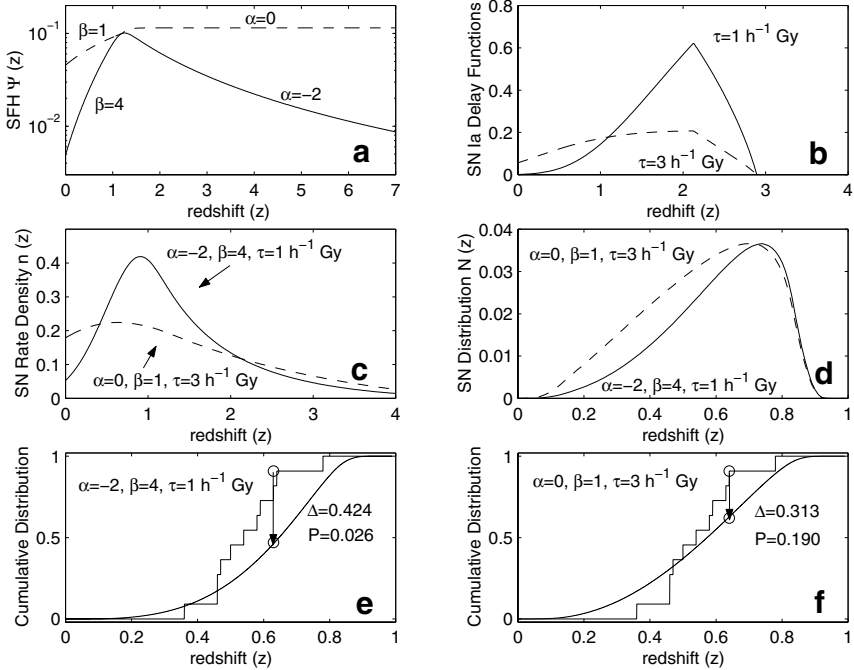 SFH Ψ (z)
10⁻¹
10⁻²
β=1
α=0
β=4
α=−2
a
0 1 2 3 4 5 6 7
redshift (z)
SN Ia Delay Functions
0.8
0.6
0.4
0.2
0
τ=1 h⁻¹ Gy
τ=3 h⁻¹ Gy
b
0 1 2 3 4
redshift (z)
SN Rate Density n (z)
0.4
0.3
0.2
0.1
0
α=−2, β=4, τ=1 h⁻¹ Gy
α=0, β=1, τ=3 h⁻¹ Gy
c
0 1 2 3 4
redshift (z)
SN Distribution N (z)
0.04
0.03
0.02
0.01
0
α=0, β=1, τ=3 h⁻¹ Gy
α=−2, β=4, τ=1 h⁻¹ Gy
d
0 0.2 0.4 0.6 0.8 1
redshift (z)
Cumulative Distribution
1
0.5
0
α=−2, β=4, τ=1 h⁻¹ Gy
Δ=0.424
P=0.026
e
0 0.2 0.4 0.6 0.8 1
redshift (z)
Cumulative Distribution
1
0.5
0
α=0, β=1, τ=3 h⁻¹ Gy
Δ=0.313
P=0.190
f
0 0.2 0.4 0.6 0.8 1
redshift (z)